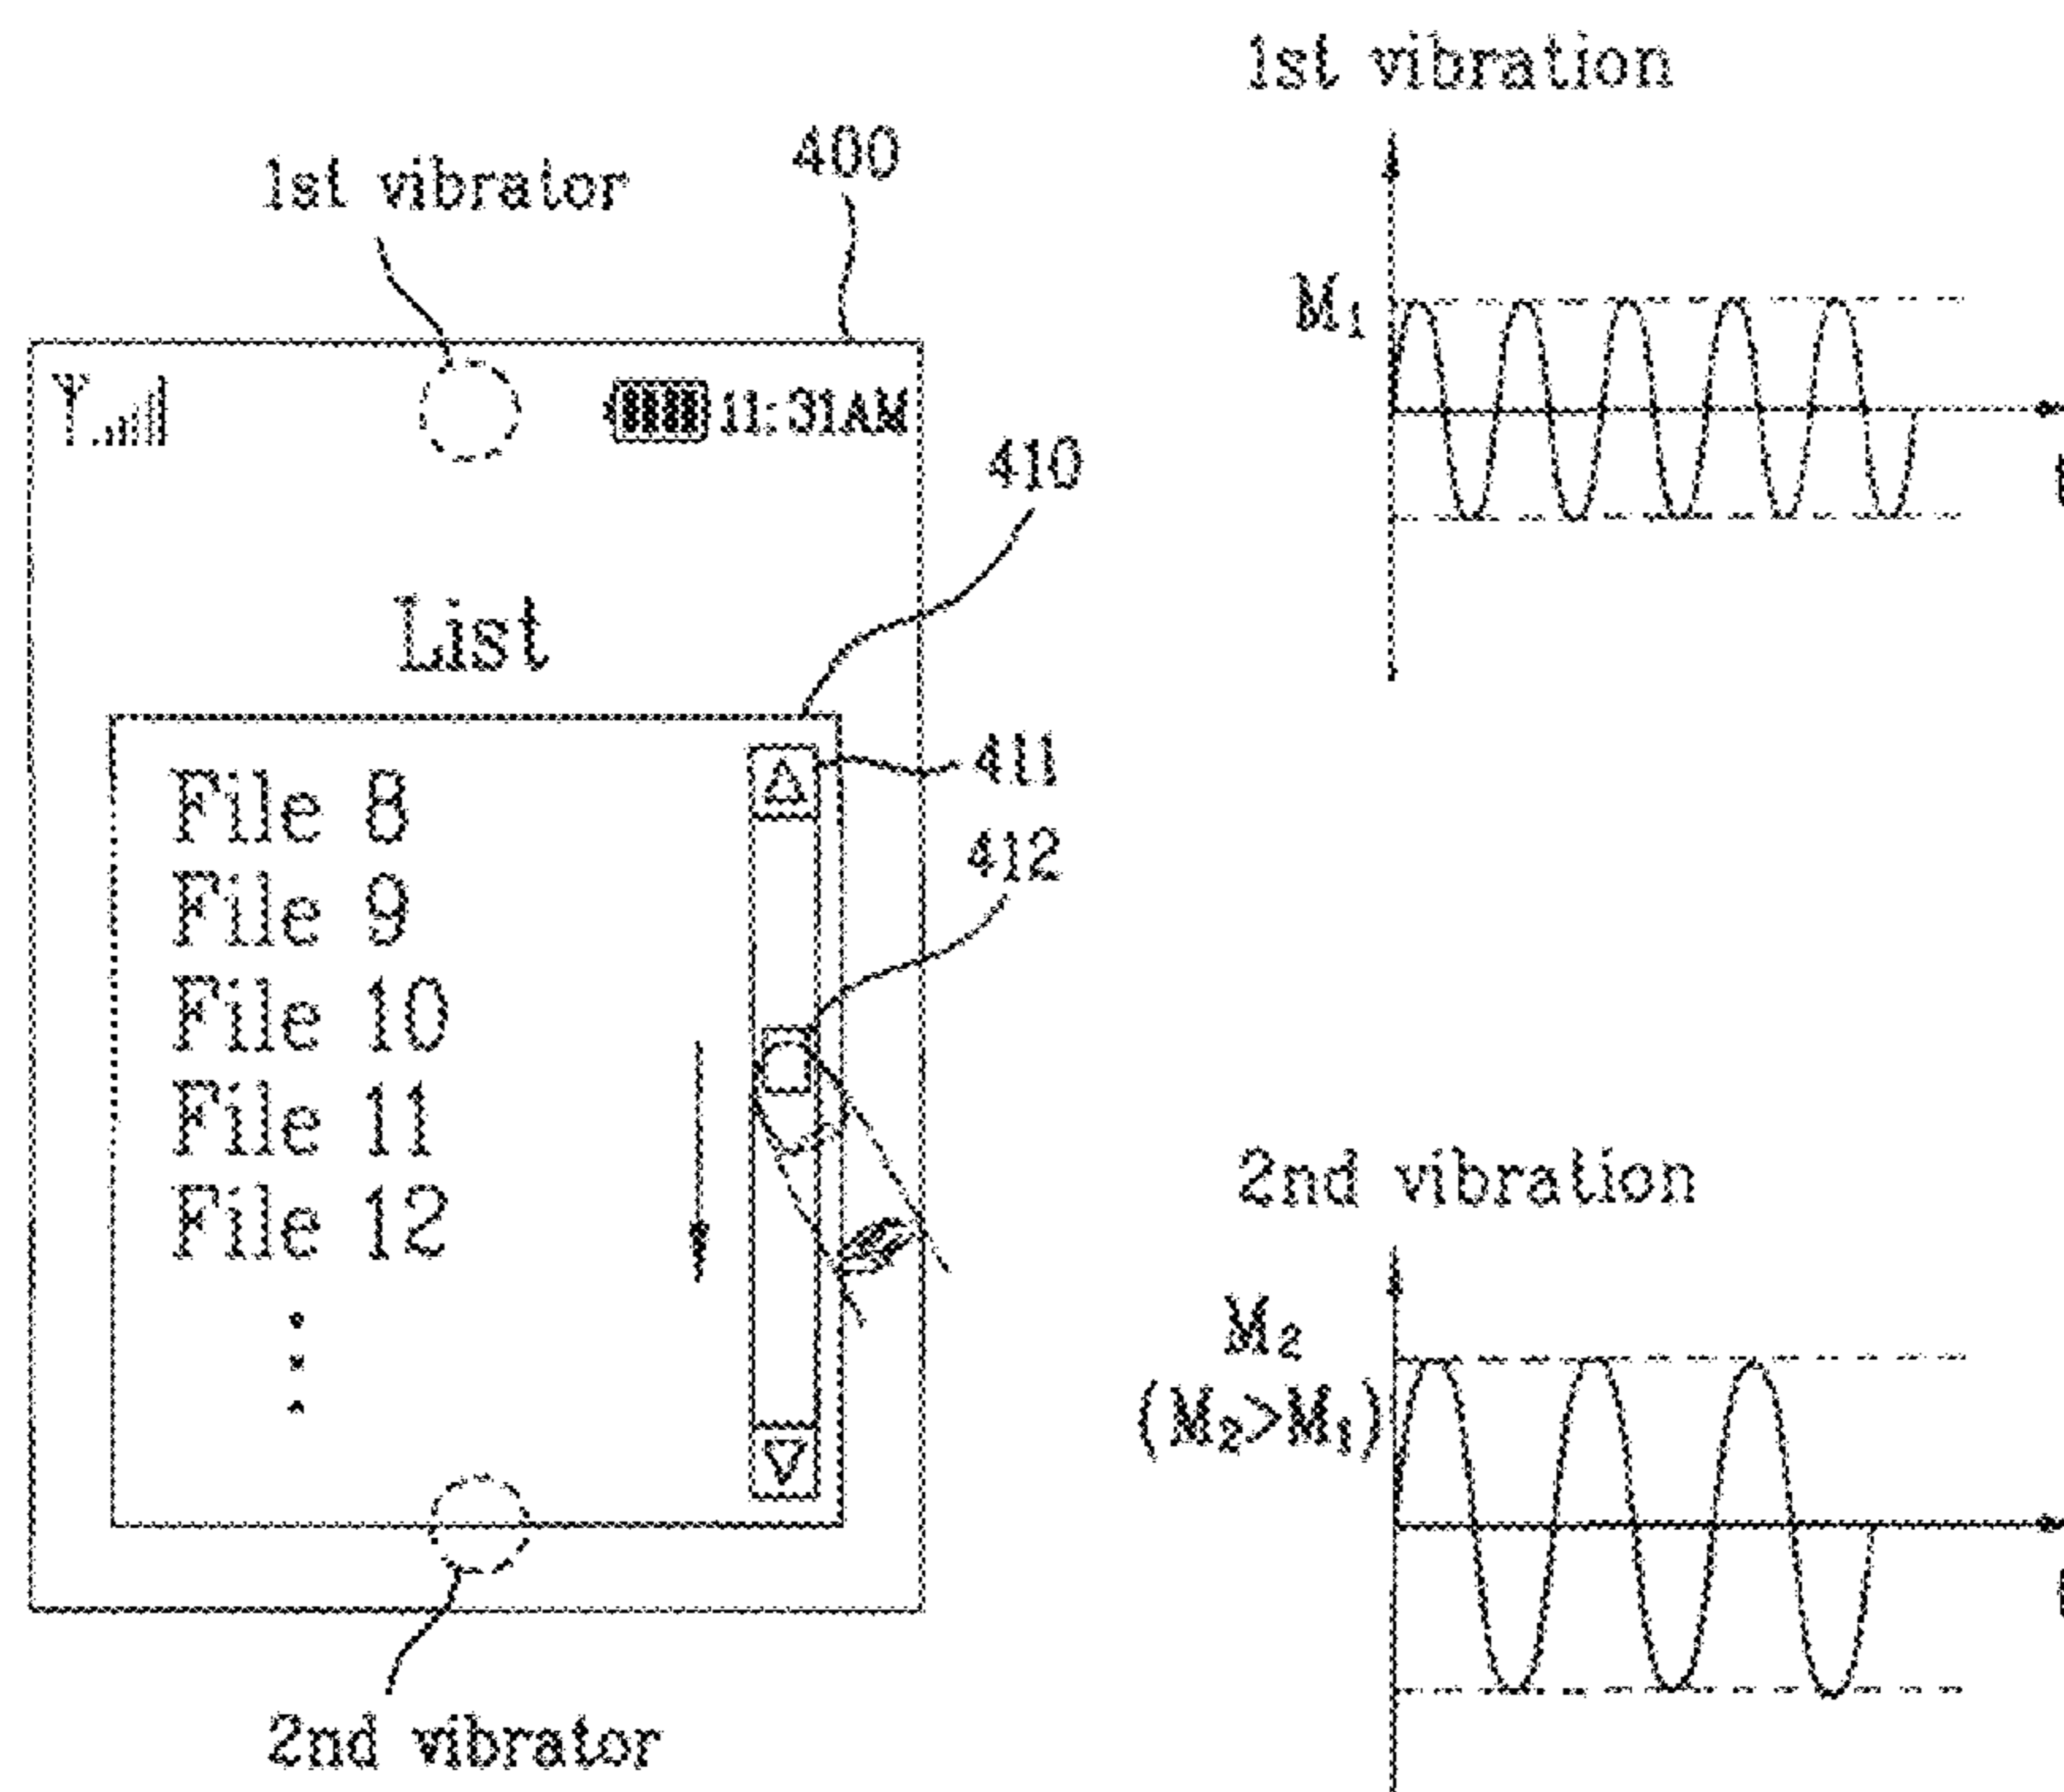 1st vibration
400
1st vibrator
M₁
11:31AM
410
t
List
411
File 8
412
File 9
File 10
File 11
2nd vibration
File 12
M₂
(M₂>M₁)
2nd vibrator